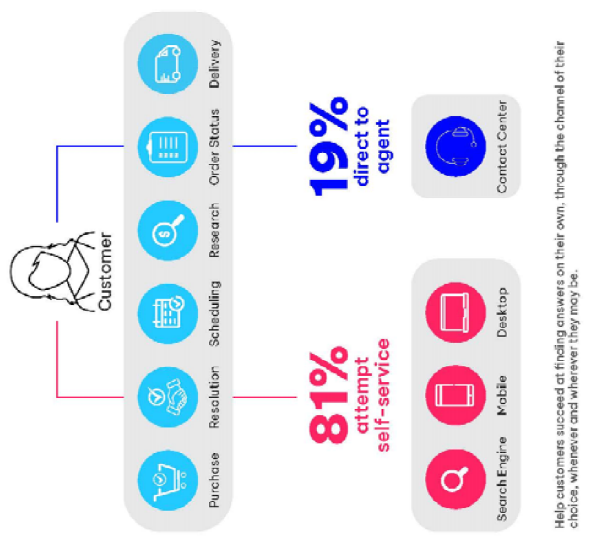 Customer
Purchase
Resolution
Scheduling
Research
Order Status
Delivery
81%
attempt
self-service
19%
direct to
agent
Search Engine
Mobile
Desktop
Contact Center
Help customers succeed at finding answers on their own, through the channel of their
choice, whenever and wherever they may be.